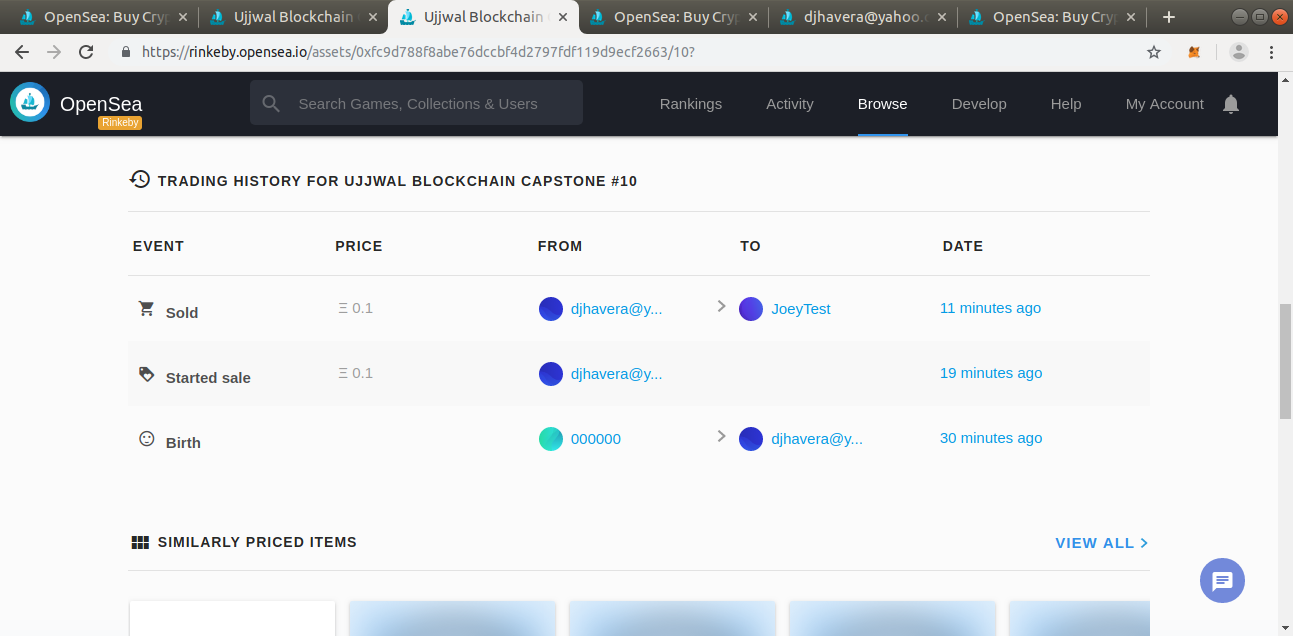 OpenSea: Buy Cryp
Ujjwal Blockchain
Ujjwal Blockchain
OpenSea: Buy Cryp
djhavera@yahoo.c
OpenSea: Buy Cryp
https://rinkeby.opensea.io/assets/0xfc9d788f8abe76dccbf4d2797fdf119d9ecf2663/10?
OpenSea
Rinkeby
Search Games, Collections & Users
Rankings
Activity
Browse
Develop
Help
My Account
TRADING HISTORY FOR UJJWAL BLOCKCHAIN CAPSTONE #10
EVENT PRICE FROM TO DATE
Sold Ξ 0.1 djhavera@y... JoeyTest 11 minutes ago
Started sale Ξ 0.1 djhavera@y... 19 minutes ago
Birth 000000 djhavera@y... 30 minutes ago
SIMILARLY PRICED ITEMS
VIEW ALL >